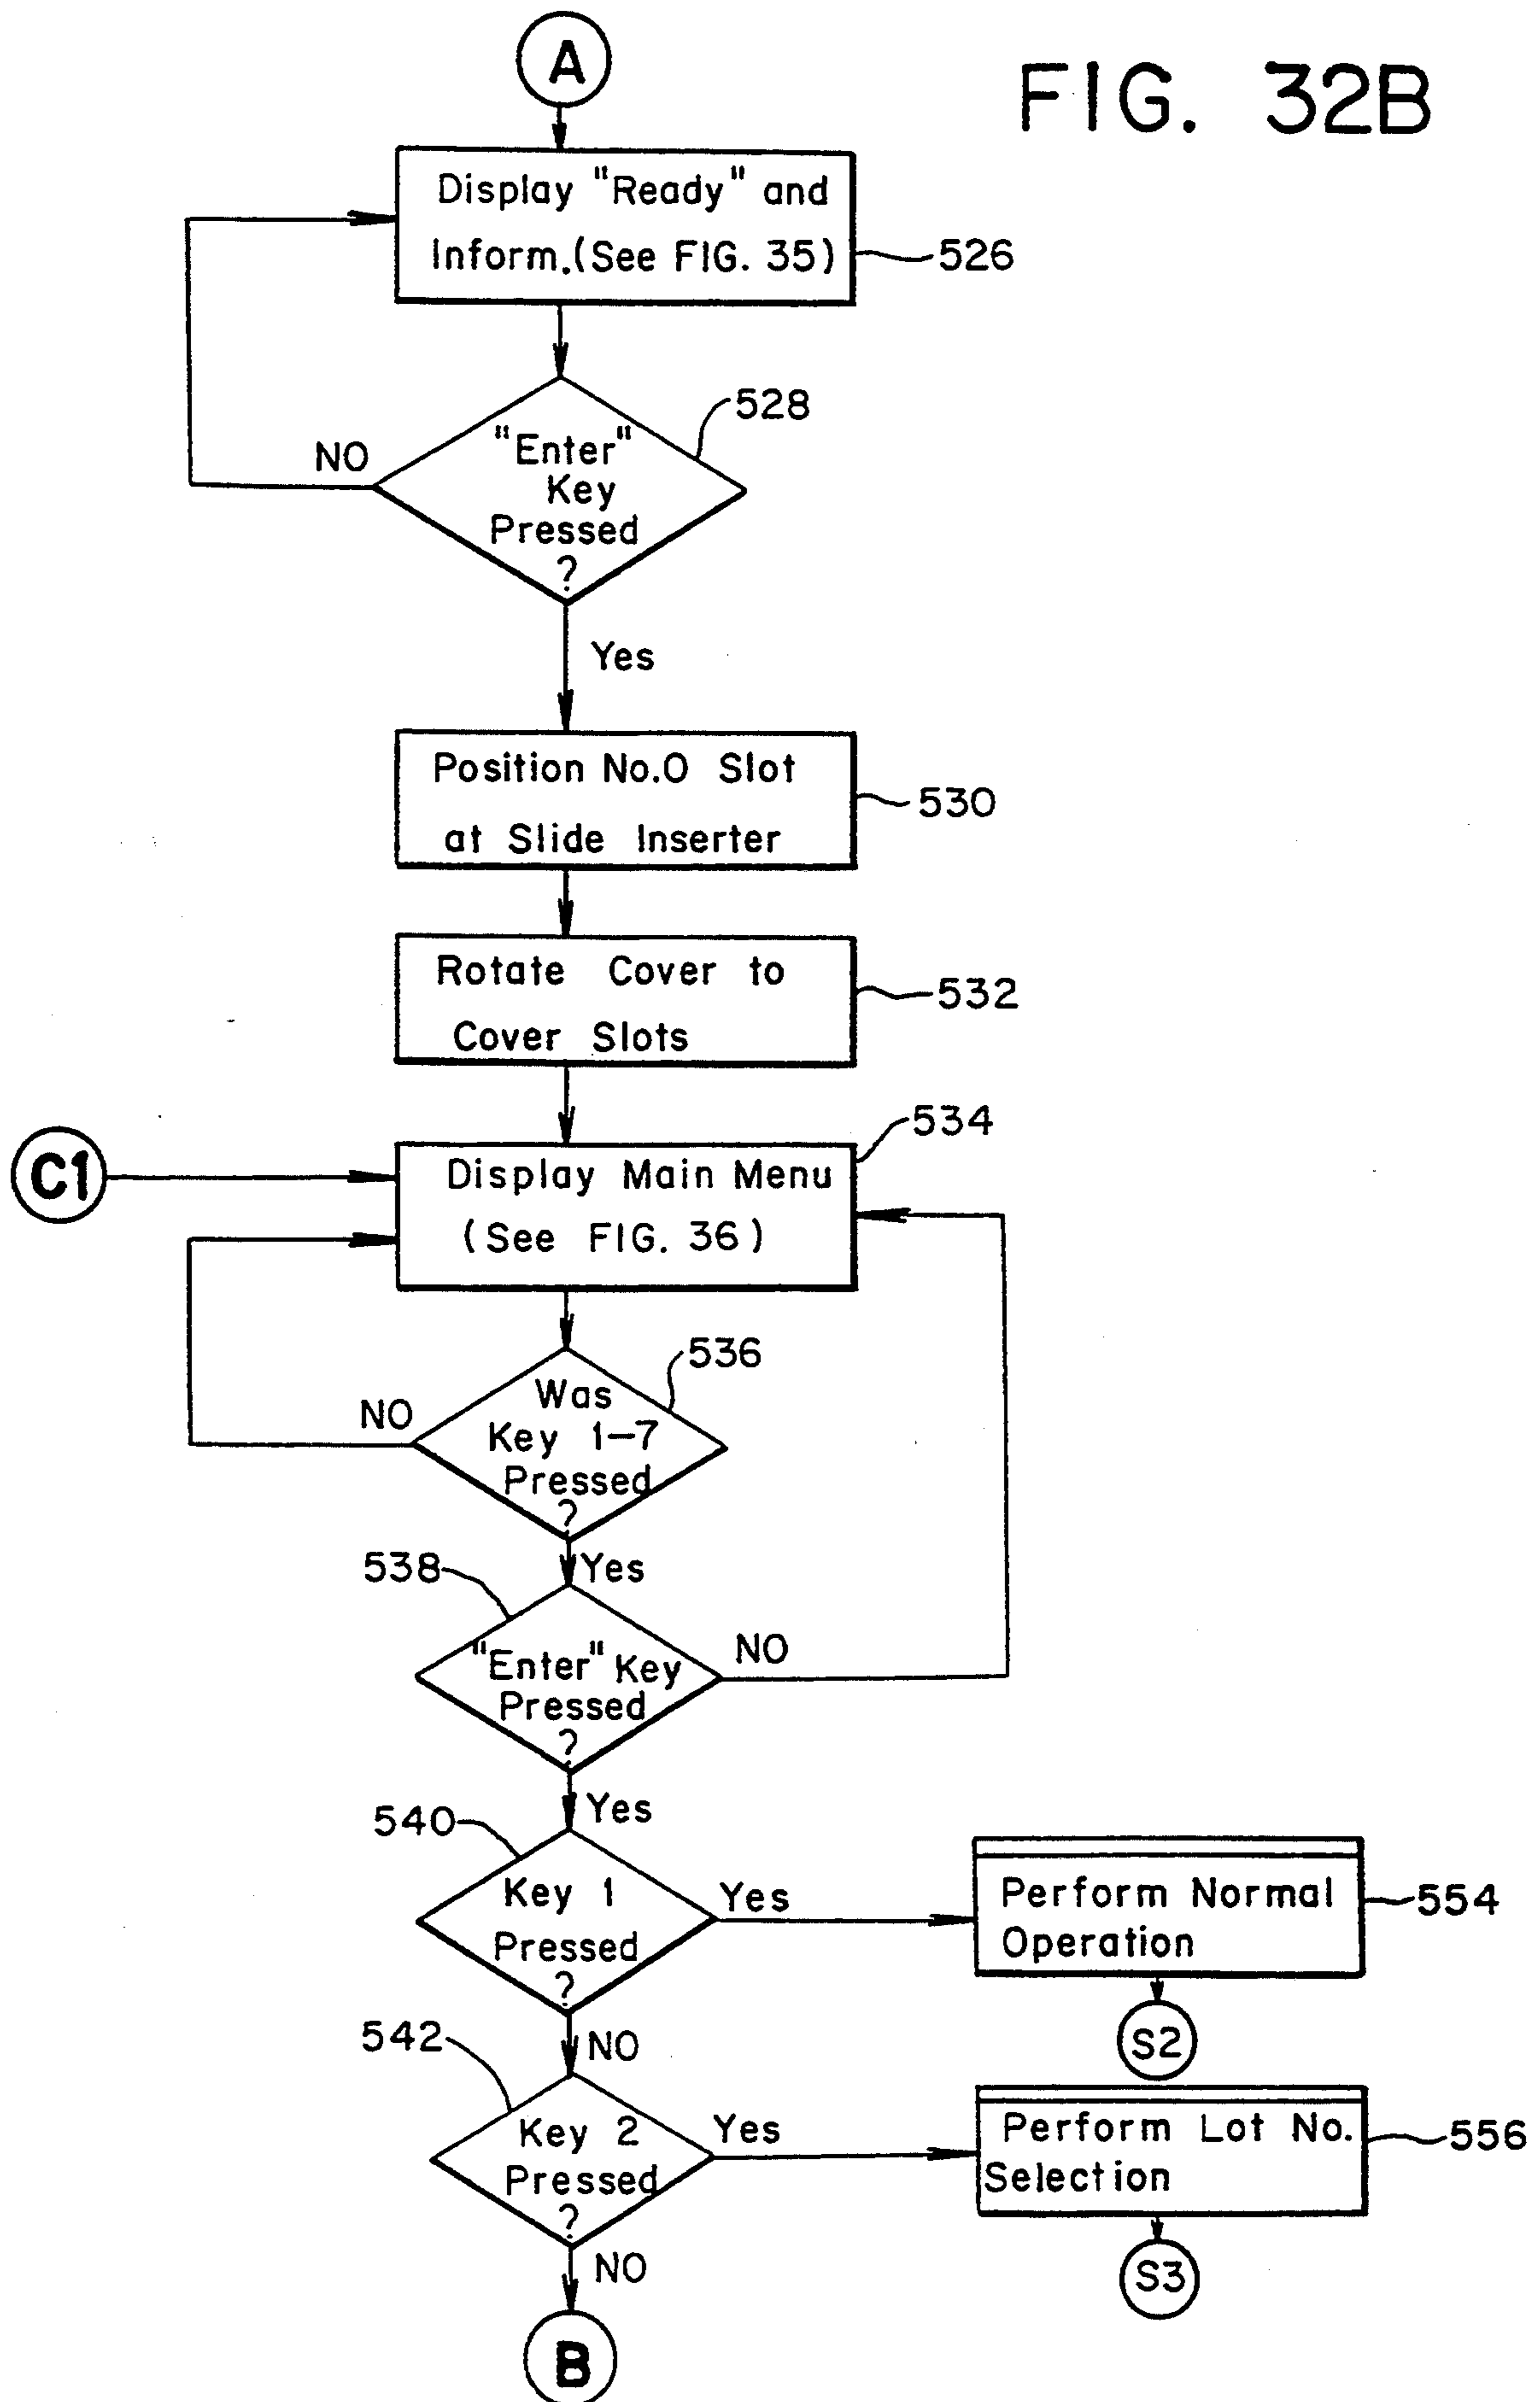 A
FIG. 32B
Display "Ready" and
Inform.(See FIG. 35)
526
528
"Enter"
Key
Pressed
?
NO
Yes
Position No.0 Slot
at Slide Inserter
530
Rotate Cover to
Cover Slots
532
534
C1
Display Main Menu
(See FIG. 36)
536
Was
Key 1-7
Pressed
?
NO
Yes
538
"Enter" Key
Pressed
?
NO
Yes
540
Key 1
Pressed
?
Yes
Perform Normal
Operation
554
S2
NO
542
Key 2
Pressed
?
Yes
Perform Lot No.
Selection
556
S3
NO
B